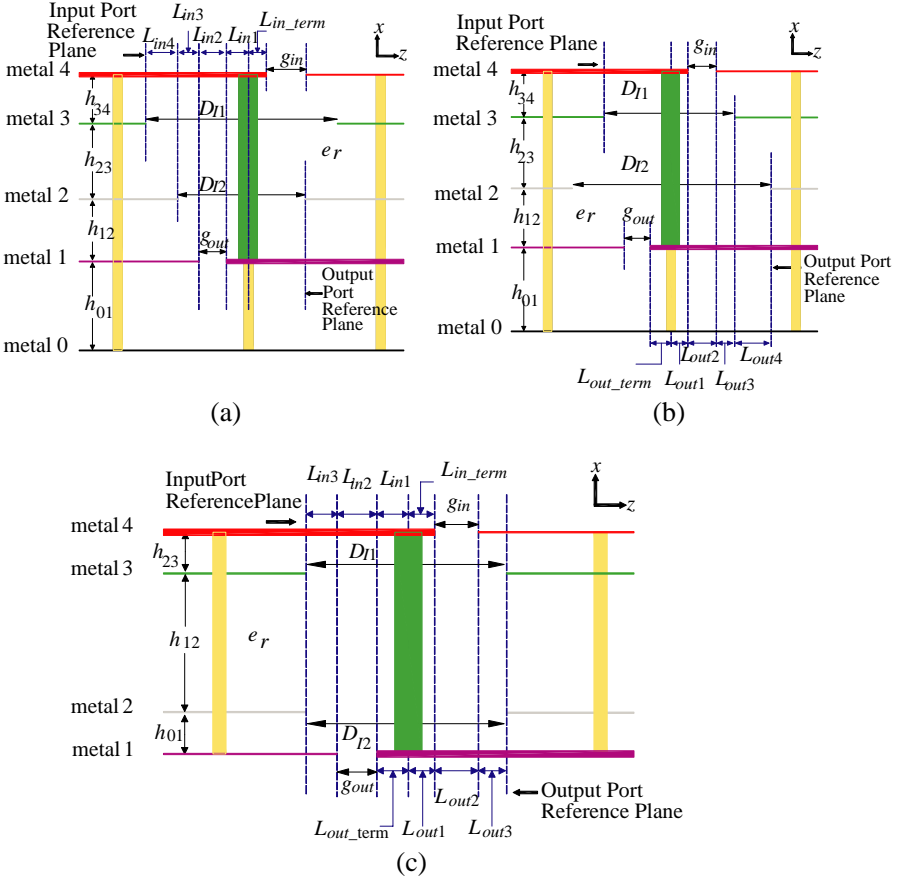 Input Port
Reference
Plane
L_in4
L_in3
L_in2
L_in1
L_in_term
g_in
x
z
metal 4
metal 3
metal 2
metal 1
metal 0
h_34
h_23
h_12
h_01
D_I1
e_r
D_I2
g_out
Output
Port
Reference
Plane
(a)
Input Port
Reference Plane
g_in
x
z
metal 4
metal 3
metal 2
metal 1
metal 0
h_34
h_23
h_12
h_01
D_I1
D_I2
e_r
g_out
Output Port
Reference
Plane
L_out_term
L_out1
L_out2
L_out3
L_out4
(b)
InputPort
ReferencePlane
L_in3
L_in2
L_in1
L_in_term
g_in
x
z
metal 4
metal 3
metal 2
metal 1
h_23
h_12
h_01
D_I1
e_r
D_I2
g_out
L_out_term
L_out1
L_out2
L_out3
Output Port
Reference Plane
(c)